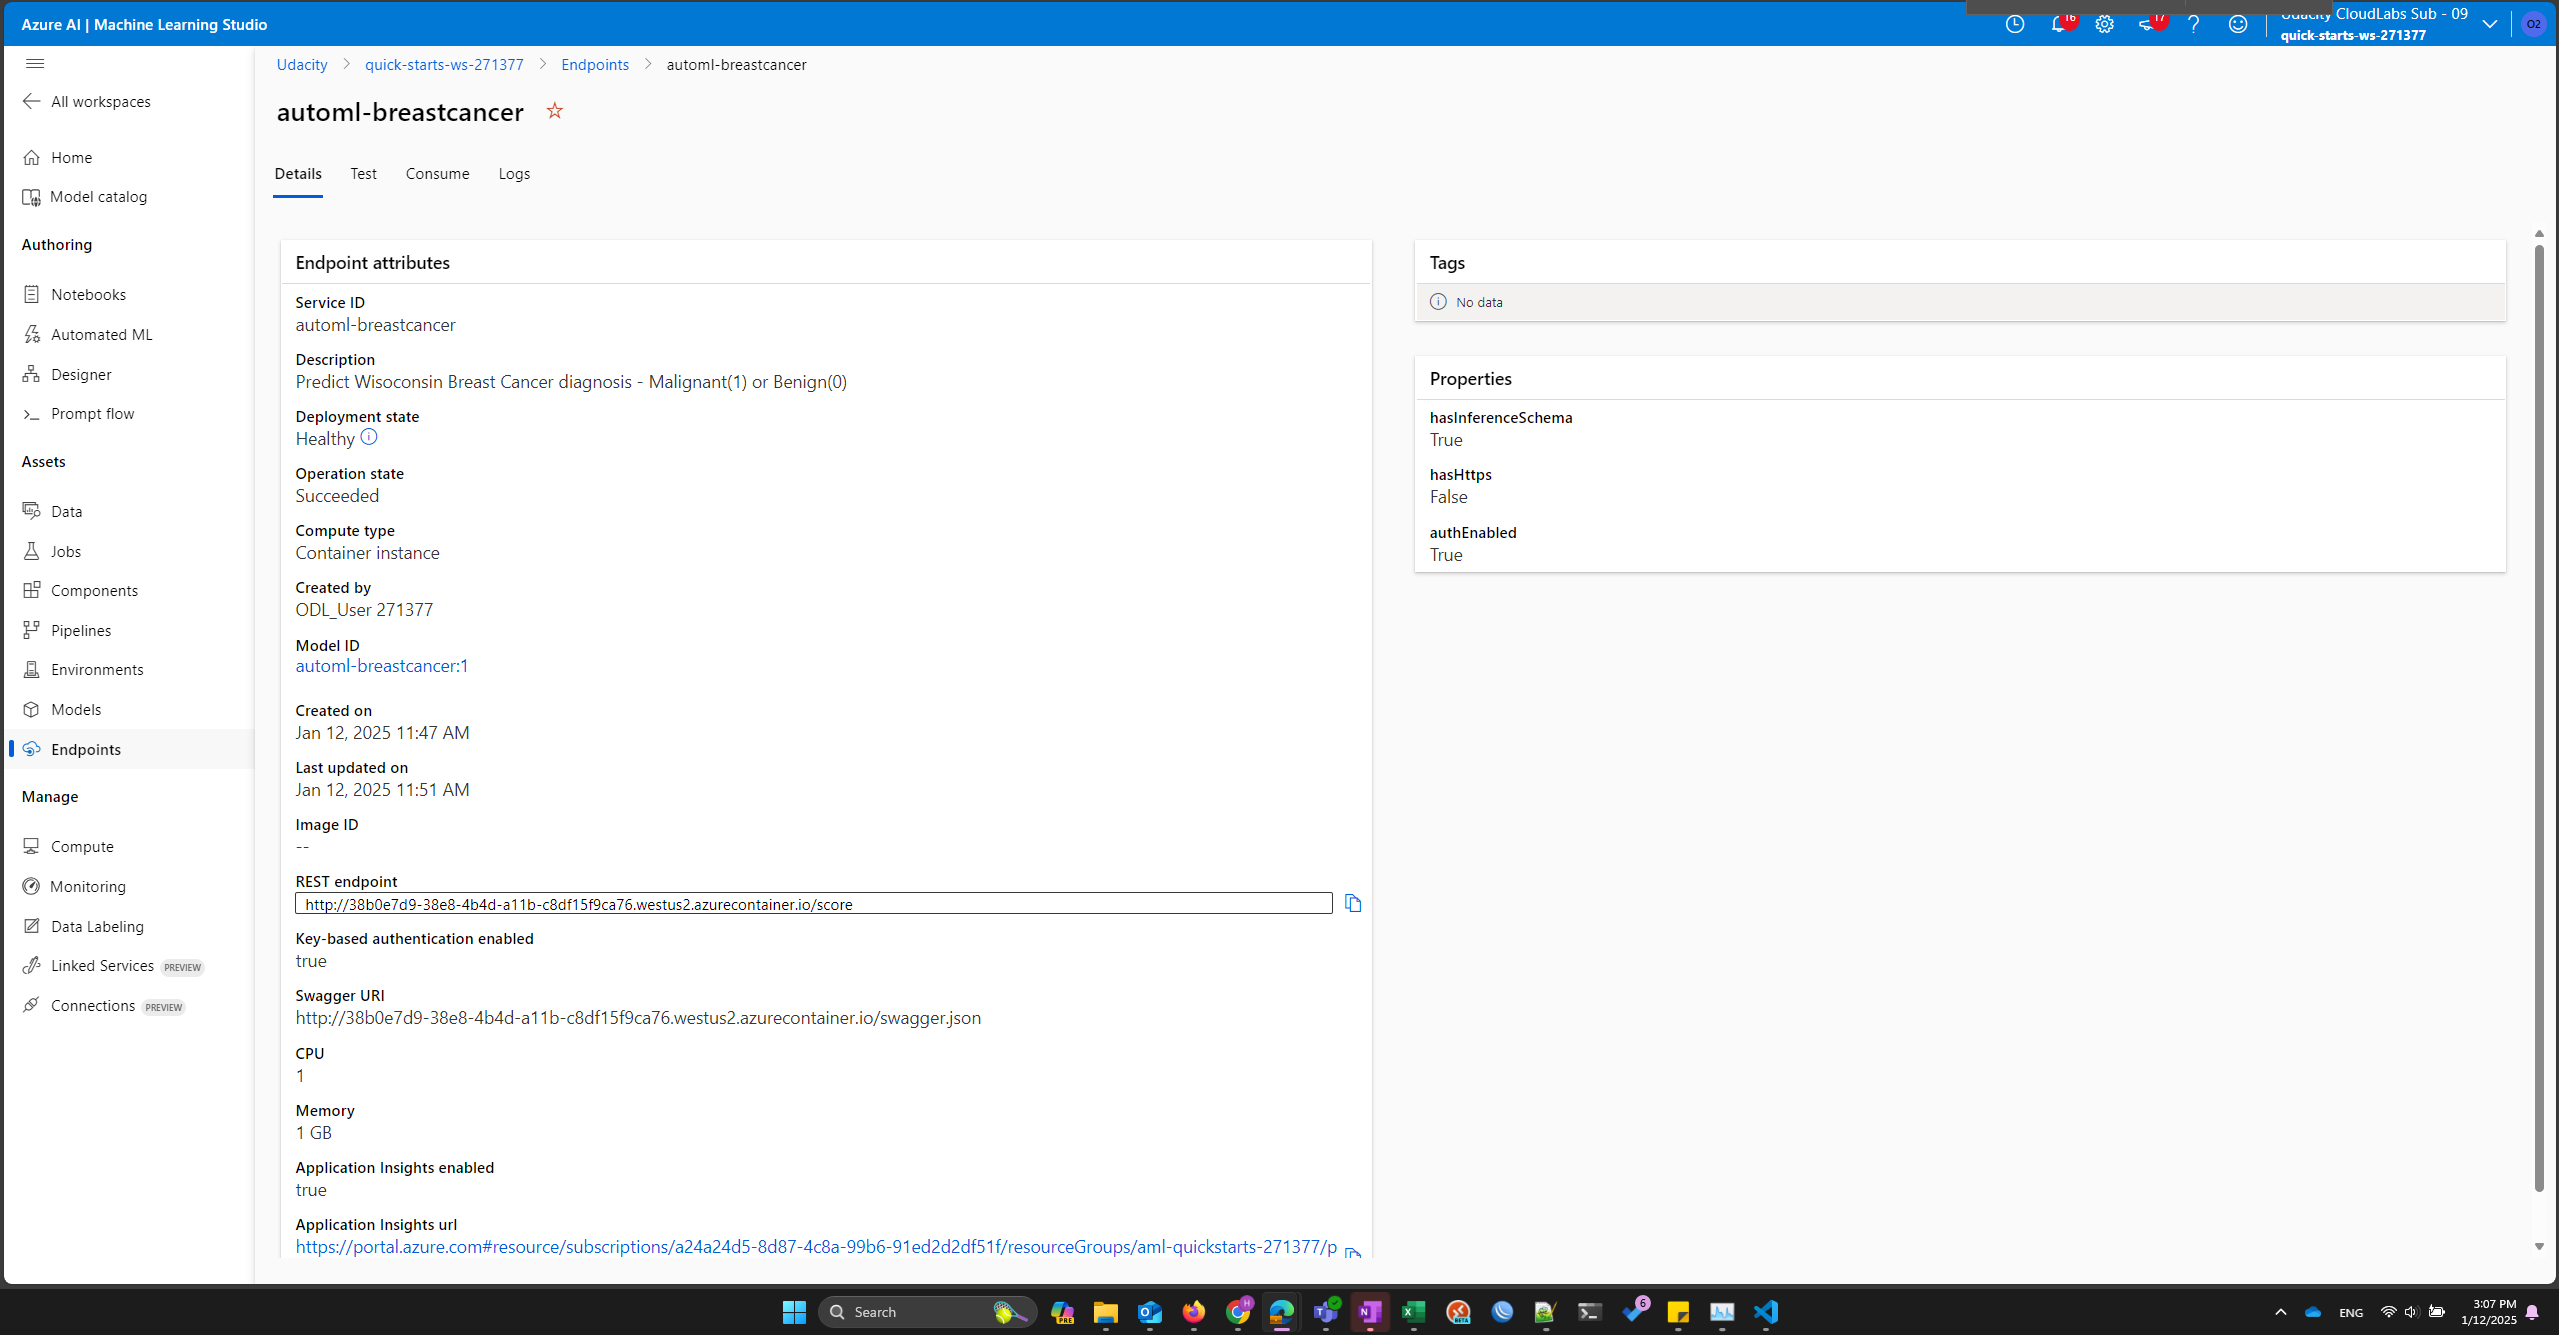 Azure AI | Machine Learning Studio
16
17
Udacity CloudLabs Sub - 09
quick-starts-ws-271377
O2
All workspaces
Home
Model catalog
Authoring
Notebooks
Automated ML
Designer
Prompt flow
Assets
Data
Jobs
Components
Pipelines
Environments
Models
Endpoints
Manage
Compute
Monitoring
Data Labeling
Linked Services PREVIEW
Connections PREVIEW
Udacity > quick-starts-ws-271377 > Endpoints > automl-breastcancer
automl-breastcancer
Details Test Consume Logs
Endpoint attributes
Service ID
automl-breastcancer
Description
Predict Wisoconsin Breast Cancer diagnosis - Malignant(1) or Benign(0)
Deployment state
Healthy
Operation state
Succeeded
Compute type
Container instance
Created by
ODL_User 271377
Model ID
automl-breastcancer:1
Created on
Jan 12, 2025 11:47 AM
Last updated on
Jan 12, 2025 11:51 AM
Image ID
--
REST endpoint
http://38b0e7d9-38e8-4b4d-a11b-c8df15f9ca76.westus2.azurecontainer.io/score
Key-based authentication enabled
true
Swagger URI
http://38b0e7d9-38e8-4b4d-a11b-c8df15f9ca76.westus2.azurecontainer.io/swagger.json
CPU
1
Memory
1 GB
Application Insights enabled
true
Application Insights url
https://portal.azure.com#resource/subscriptions/a24a24d5-8d87-4c8a-99b6-91ed2d2df51f/resourceGroups/aml-quickstarts-271377/p
Tags
No data
Properties
hasInferenceSchema
True
hasHttps
False
authEnabled
True
Search
PRE
H
BETA
6
ENG
3:07 PM
1/12/2025